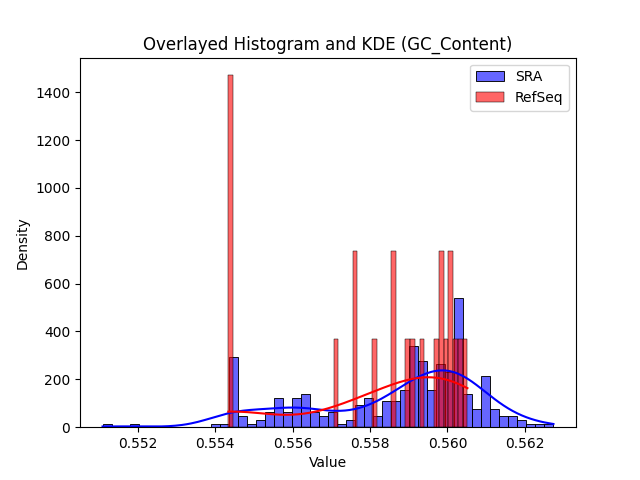 Overlayed Histogram and KDE (GC_Content)
SRA
RefSeq
1400
1200
1000
800
600
400
200
0
Density
0.552 0.554 0.556 0.558 0.560 0.562
Value